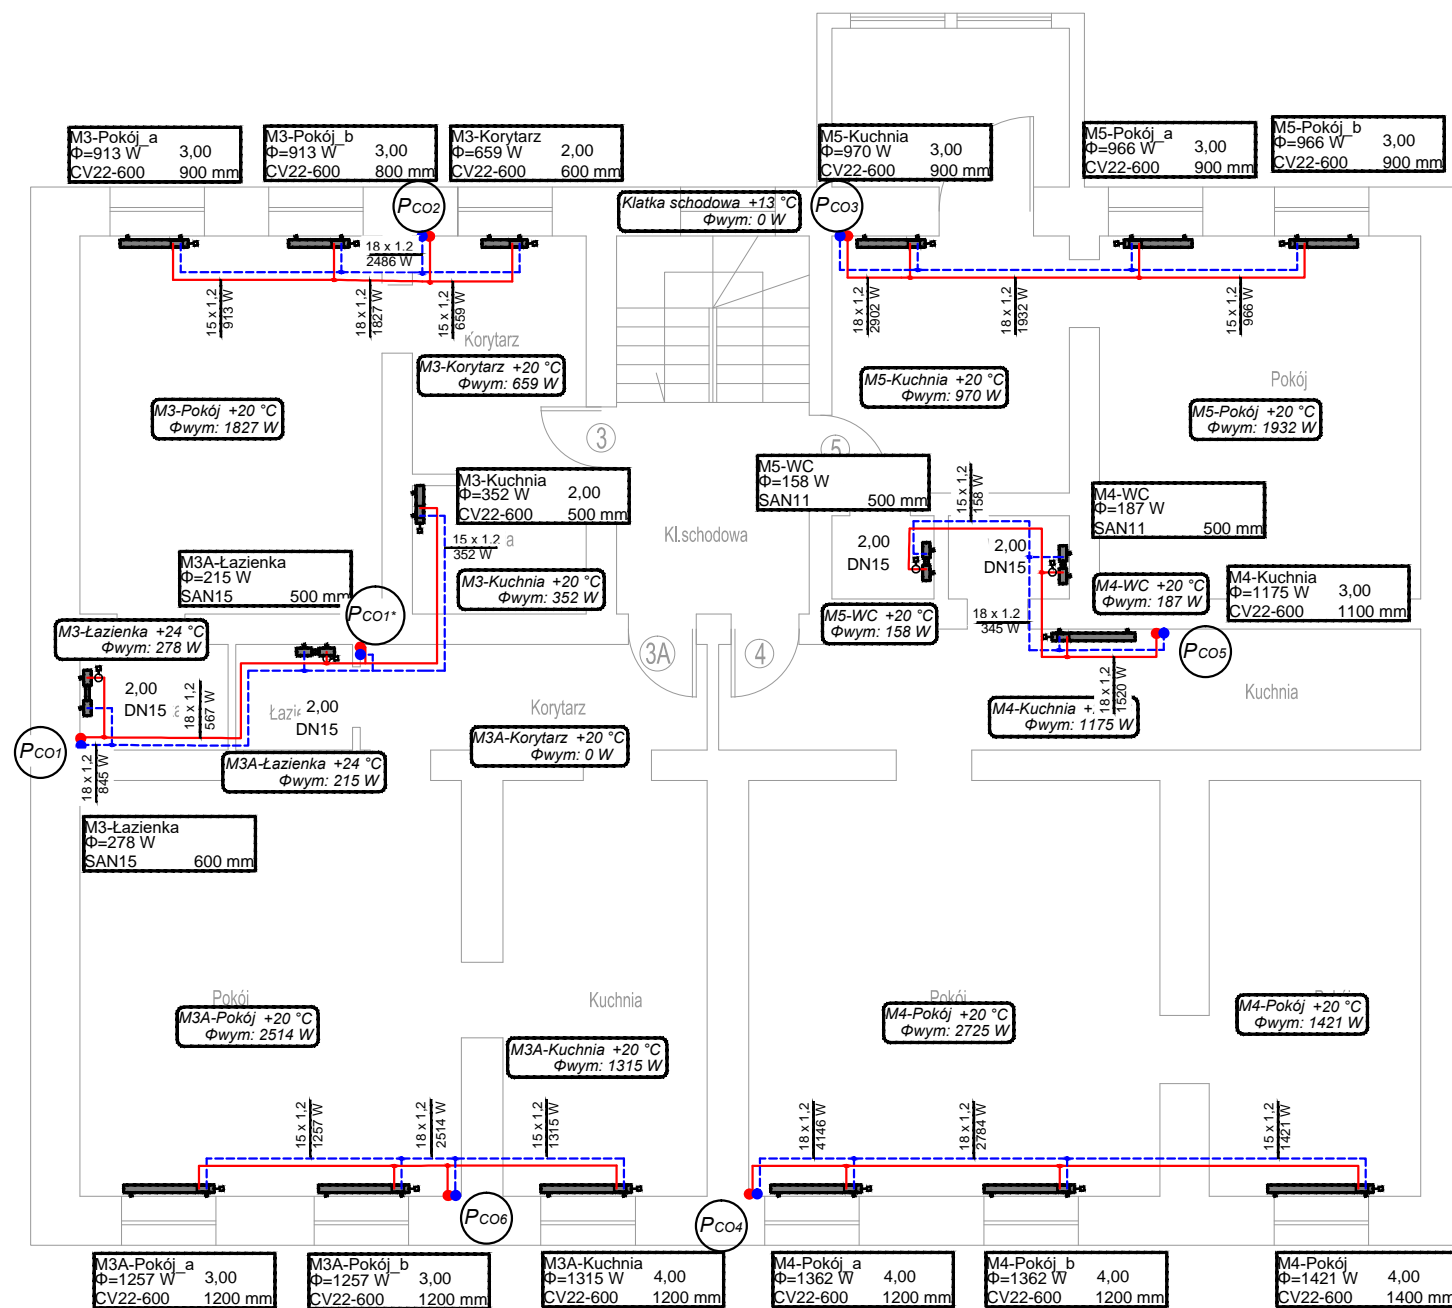 M3-Pokój_a
Φ=913 W 3,00
CV22-600 900 mm
M3-Pokój_b
Φ=913 W 3,00
CV22-600 800 mm
M3-Korytarz
Φ=659 W 2,00
CV22-600 600 mm
M5-Kuchnia
Φ=970 W 3,00
CV22-600 900 mm
M5-Pokój_a
Φ=966 W 3,00
CV22-600 900 mm
M5-Pokój_b
Φ=966 W 3,00
CV22-600 900 mm
PCO2
Klatka schodowa +13 °C
Φwym: 0 W
PCO3
18 x 1.2
2486 W
15 x 1,2
913 W
18 x 1,2
1827 W
15 x 1,2
659 W
18 x 1,2
2902 W
18 x 1,2
1932 W
15 x 1,2
966 W
Korytarz
M3-Korytarz +20 °C
Φwym: 659 W
M3-Pokój +20 °C
Φwym: 1827 W
M5-Kuchnia +20 °C
Φwym: 970 W
Pokój
M5-Pokój +20 °C
Φwym: 1932 W
3
5
M3-Kuchnia
Φ=352 W 2,00
CV22-600 500 mm
M5-WC
Φ=158 W
SAN11 500 mm
15 x 1,2
158 W
M4-WC
Φ=187 W
SAN11 500 mm
Kl.schodowa
15 x 1.2
352 W
a
2,00
DN15
2,00
DN15
M3A-Łazienka
Φ=215 W
SAN15 500 mm
M3-Kuchnia +20 °C
Φwym: 352 W
M4-WC +20 °C
Φwym: 187 W
M4-Kuchnia
Φ=1175 W 3,00
CV22-600 1100 mm
PCO1*
M5-WC +20 °C
Φwym: 158 W
18 x 1.2
345 W
M3-Łazienka +24 °C
Φwym: 278 W
3A
4
PCO5
2,00
DN15
a
18 x 1,2
567 W
Łazi
2,00
DN15
Korytarz
M4-Kuchnia +
Φwym: 1175 W
18 x 1,2
1520 W
Kuchnia
PCO1
M3A-Korytarz +20 °C
Φwym: 0 W
M3A-Łazienka +24 °C
Φwym: 215 W
18 x 1,2
845 W
M3-Łazienka
Φ=278 W
SAN15 600 mm
Pokój
M3A-Pokój +20 °C
Φwym: 2514 W
Kuchnia
M3A-Kuchnia +20 °C
Φwym: 1315 W
Pokój
M4-Pokój +20 °C
Φwym: 2725 W
Pokój
M4-Pokój +20 °C
Φwym: 1421 W
15 x 1,2
1257 W
18 x 1,2
2514 W
15 x 1,2
1315 W
18 x 1,2
4146 W
18 x 1,2
2784 W
15 x 1,2
1421 W
PCO6
PCO4
M3A-Pokój_a
Φ=1257 W 3,00
CV22-600 1200 mm
M3A-Pokój_b
Φ=1257 W 3,00
CV22-600 1200 mm
M3A-Kuchnia
Φ=1315 W 4,00
CV22-600 1200 mm
M4-Pokój_a
Φ=1362 W 4,00
CV22-600 1200 mm
M4-Pokój_b
Φ=1362 W 4,00
CV22-600 1200 mm
M4-Pokój
Φ=1421 W 4,00
CV22-600 1400 mm